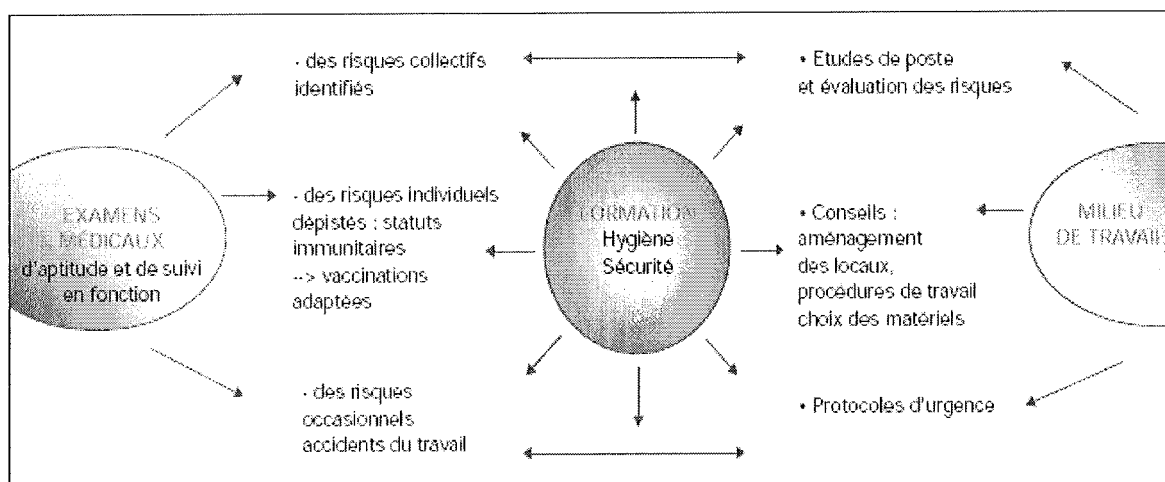 EXAMENS
MÉDICAUX
d'aptitude et de suivi
en fonction
- des risques collectifs
identifiés
- des risques individuels
dépistés : statuts
immunitaires
--> vaccinations
adaptées
- des risques
occasionnels
accidents du travail
FORMATION
Hygiène
Sécurité
• Etudes de poste
et évaluation des risques
• Conseils :
aménagement
des locaux,
procédures de travail
choix des matériels
• Protocoles d'urgence
MILIEU
DE TRAVAIL